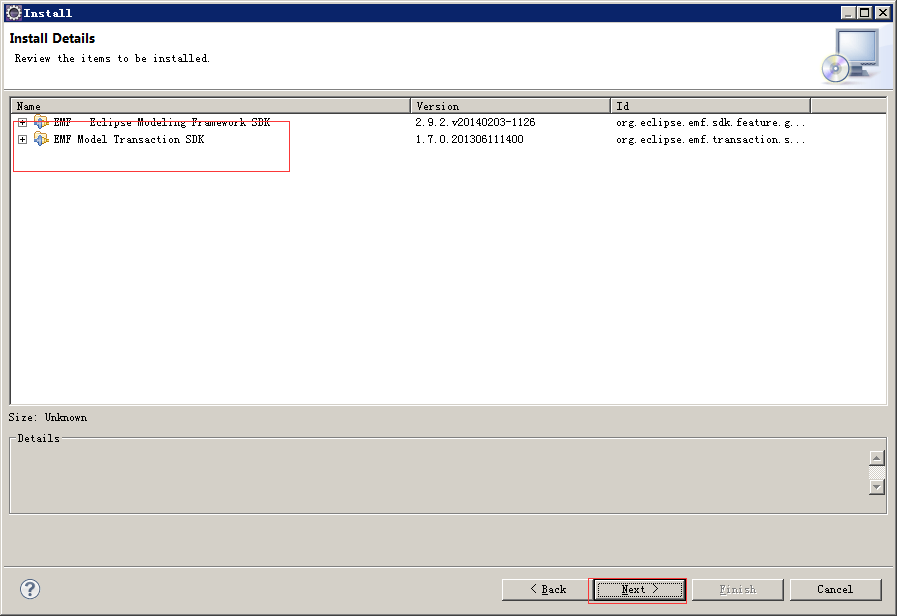 Install
Install Details
Review the items to be installed.
Name Version Id
EMF - Eclipse Modeling Framework SDK 2.9.2.v20140203-1126 org.eclipse.emf.sdk.feature.g...
EMF Model Transaction SDK 1.7.0.201306111400 org.eclipse.emf.transaction.s...
Size: Unknown
Details
< Back Next > Finish Cancel